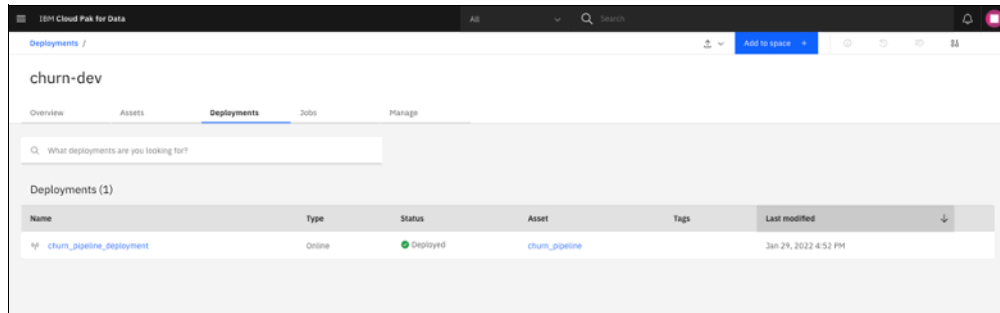 IBM Cloud Pak for Data All Search
Deployments / Add to space +
churn-dev
Overview Assets Deployments Jobs Manage
What deployments are you looking for?
Deployments (1)
Name Type Status Asset Tags Last modified
churn_pipeline_deployment Online Deployed churn_pipeline Jan 29, 2022 4:52 PM